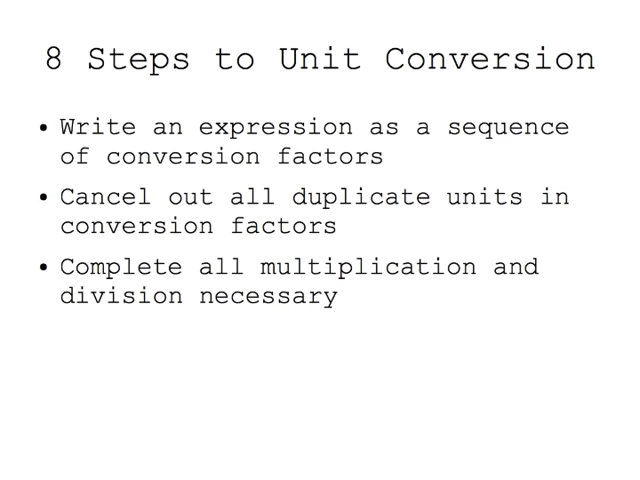 8 Steps to Unit Conversion
• Write an expression as a sequence
of conversion factors
• Cancel out all duplicate units in
conversion factors
• Complete all multiplication and
division necessary